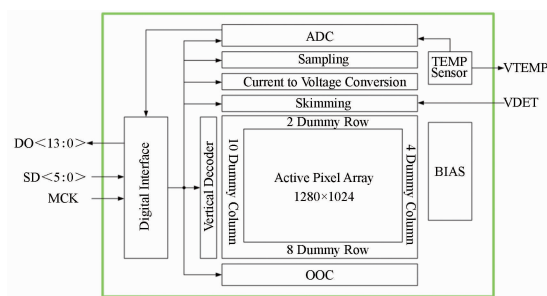 ADC
Sampling
TEMP
Sensor
VTEMP
Current to Voltage Conversion
Skimming
VDET
2 Dummy Row
DO<13:0>
SD<5:0>
MCK
Digital Interface
Vertical Decoder
10 Dummy Column
Active Pixel Array
1280×1024
4 Dummy Column
BIAS
8 Dummy Row
OOC